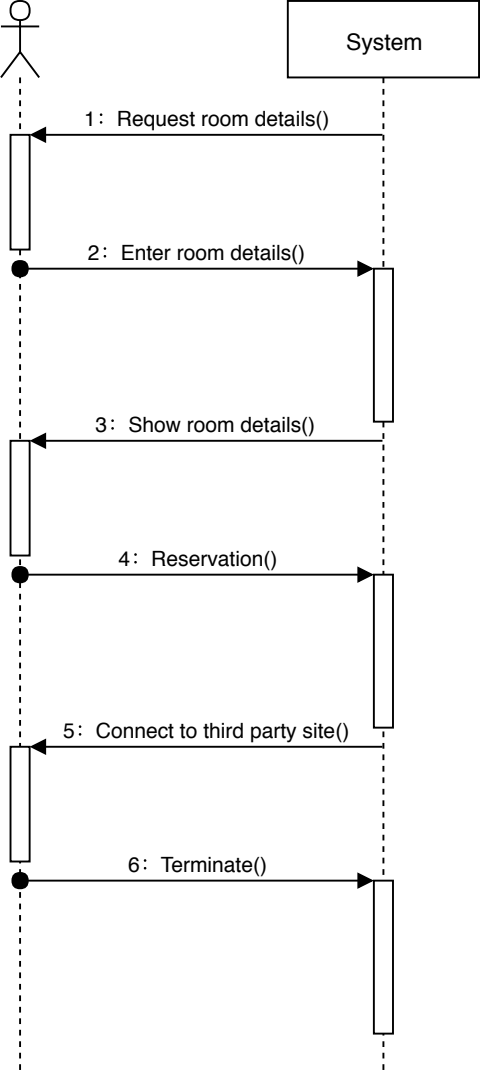 System
1: Request room details()
2: Enter room details()
3: Show room details()
4: Reservation()
5: Connect to third party site()
6: Terminate()